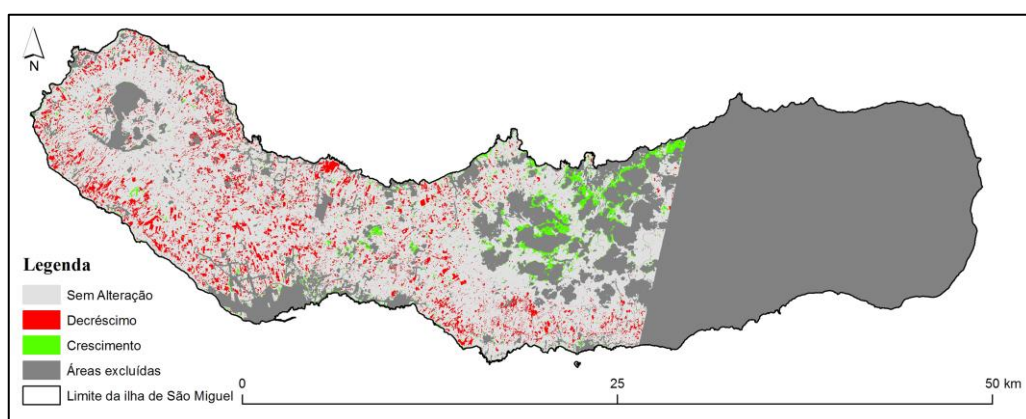 N
Legenda
Sem Alteração
Decréscimo
Crescimento
Áreas excluídas
Limite da ilha de São Miguel
0 25 50 km